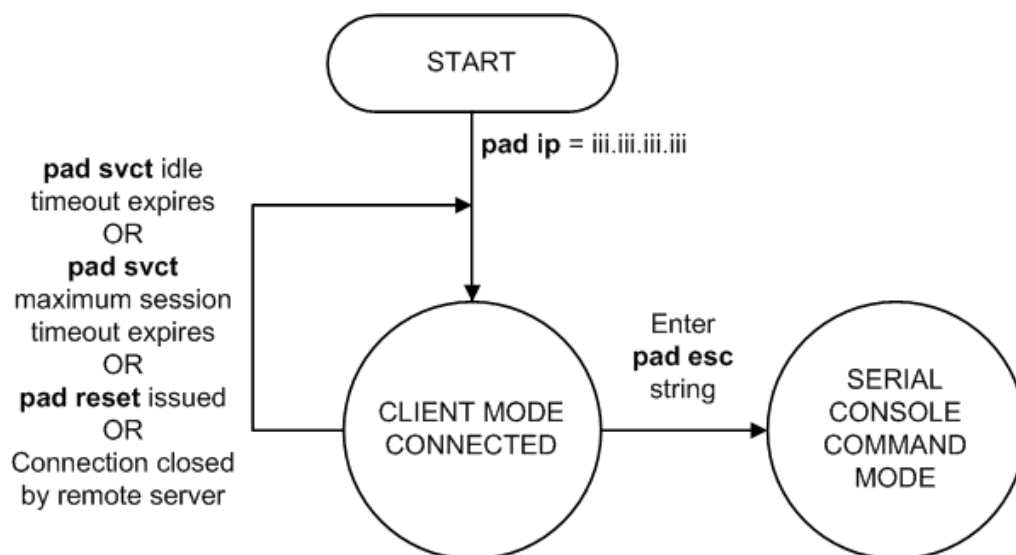 START
pad ip = iii.iii.iii.iii
pad svct idle
timeout expires
OR
pad svct
maximum session
timeout expires
OR
pad reset issued
OR
Connection closed
by remote server
CLIENT MODE
CONNECTED
Enter
pad esc
string
SERIAL
CONSOLE
COMMAND
MODE